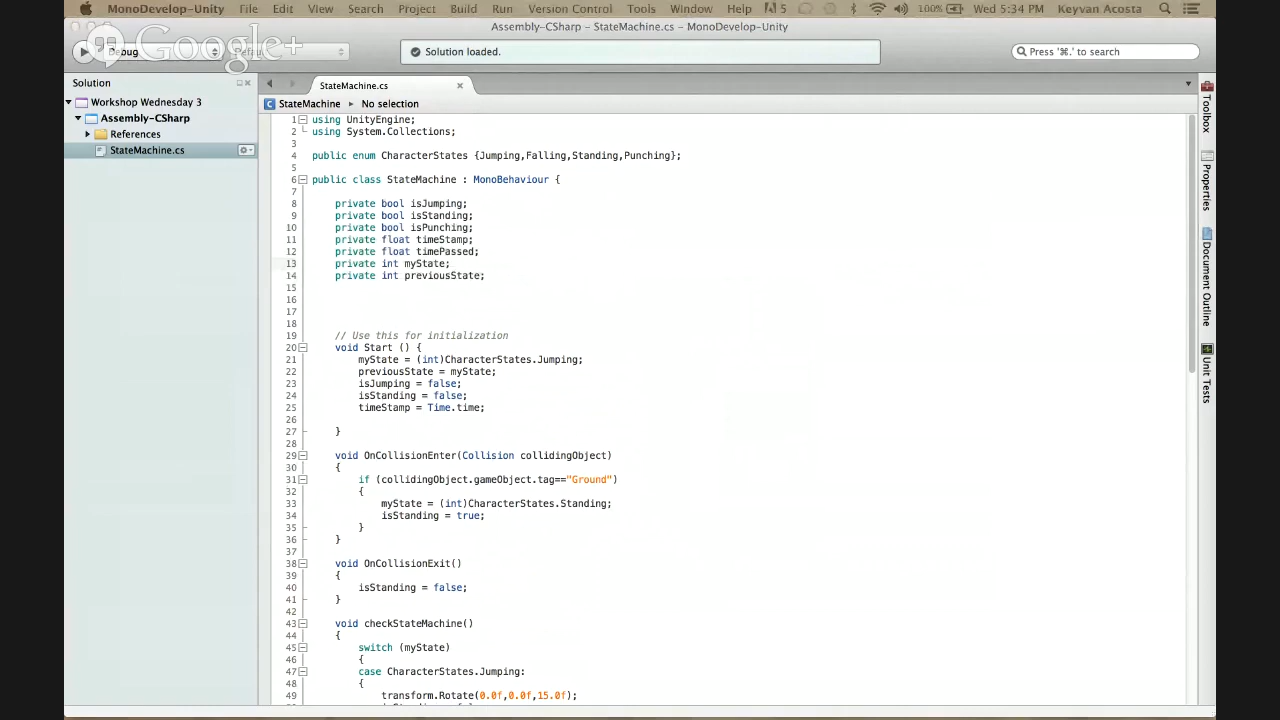 MonoDevelop-Unity File Edit View Search Project Build Run Version Control Tools Window Help 5 100% Wed 5:34 PM Keyvan Acosta
Assembly-CSharp – StateMachine.cs – MonoDevelop-Unity
Google+
Debug
Solution loaded.
Press '⌘.' to search
Solution
Workshop Wednesday 3
Assembly-CSharp
References
StateMachine.cs
StateMachine.cs
C StateMachine ▸ No selection
1 using UnityEngine;
2 using System.Collections;
3
4 public enum CharacterStates {Jumping,Falling,Standing,Punching};
5
6 public class StateMachine : MonoBehaviour {
7
8 private bool isJumping;
9 private bool isStanding;
10 private bool isPunching;
11 private float timeStamp;
12 private float timePassed;
13 private int myState;
14 private int previousState;
15
16
17
18
19 // Use this for initialization
20 void Start () {
21 myState = (int)CharacterStates.Jumping;
22 previousState = myState;
23 isJumping = false;
24 isStanding = false;
25 timeStamp = Time.time;
26
27 }
28
29 void OnCollisionEnter(Collision collidingObject)
30 {
31 if (collidingObject.gameObject.tag=="Ground")
32 {
33 myState = (int)CharacterStates.Standing;
34 isStanding = true;
35 }
36 }
37
38 void OnCollisionExit()
39 {
40 isStanding = false;
41 }
42
43 void checkStateMachine()
44 {
45 switch (myState)
46 {
47 case CharacterStates.Jumping:
48 {
49 transform.Rotate(0.0f,0.0f,15.0f);
Toolbox
Properties
Document Outline
Unit Tests